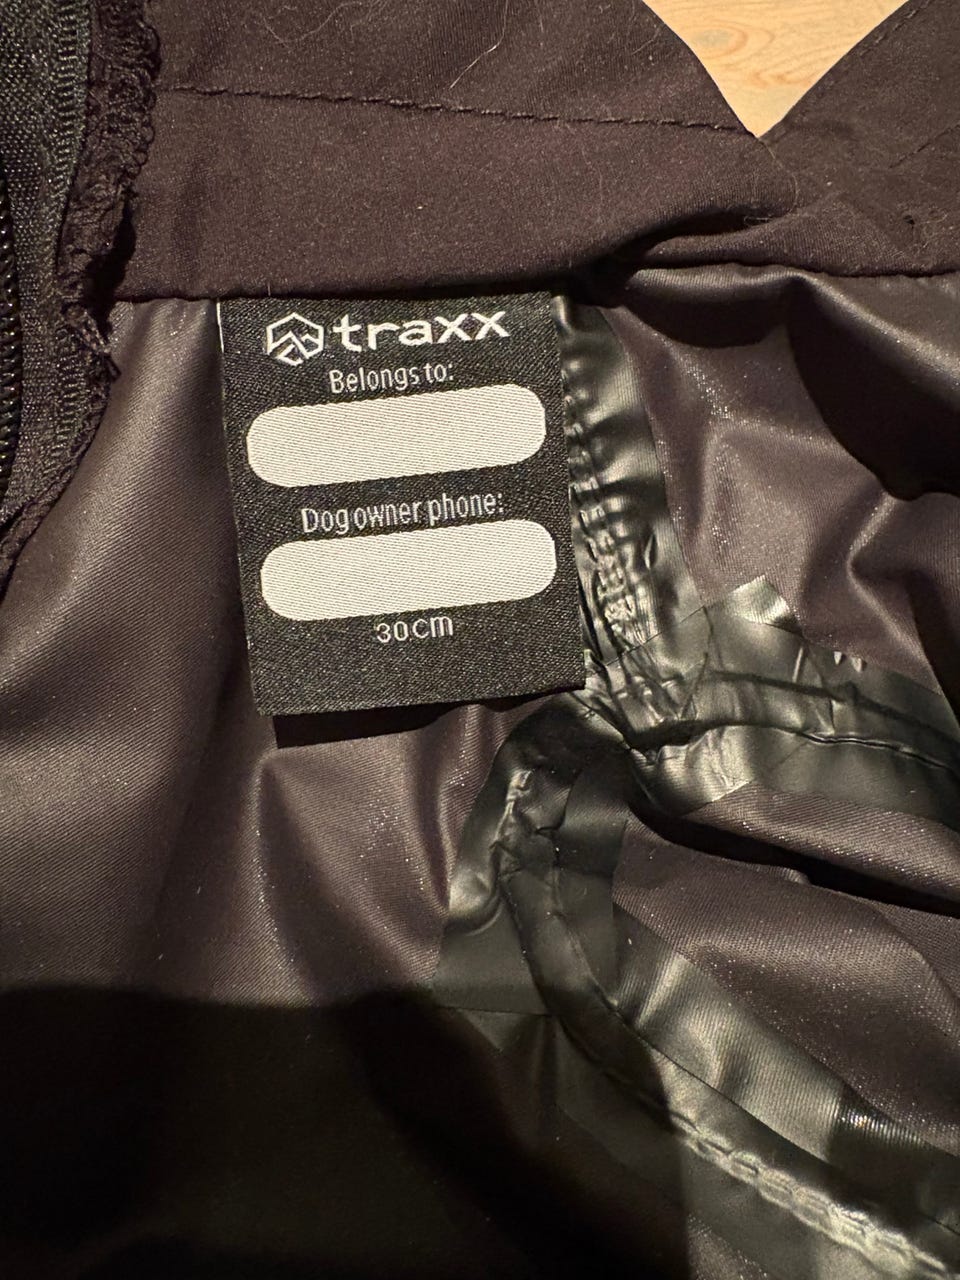 traxx
Belongs to:
Dog owner phone:
30cm